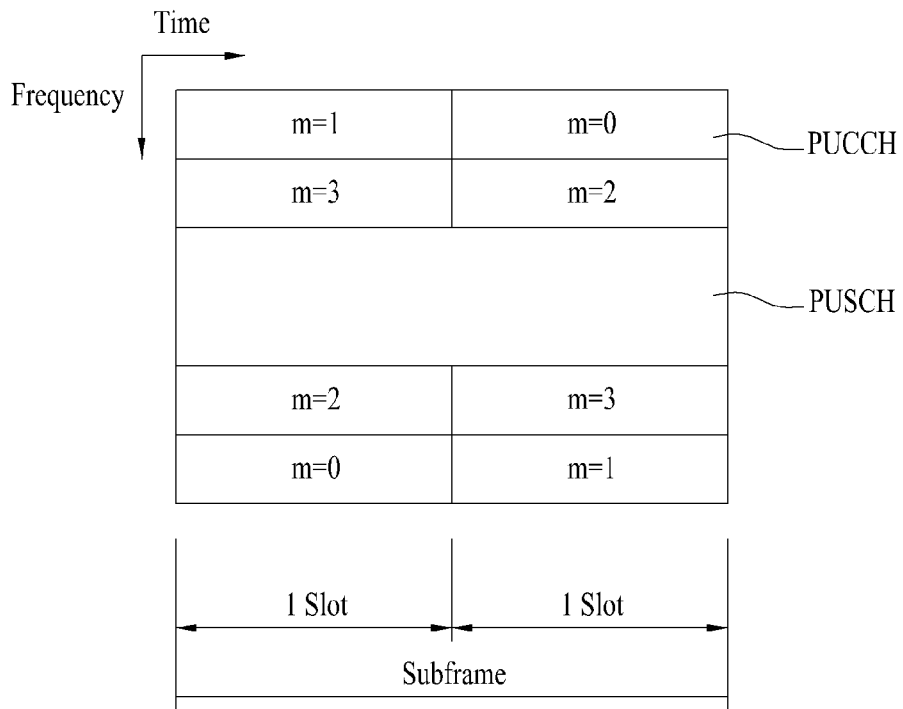 Time
Frequency
m=1 m=0
PUCCH
m=3 m=2
PUSCH
m=2 m=3
m=0 m=1
1 Slot 1 Slot
Subframe